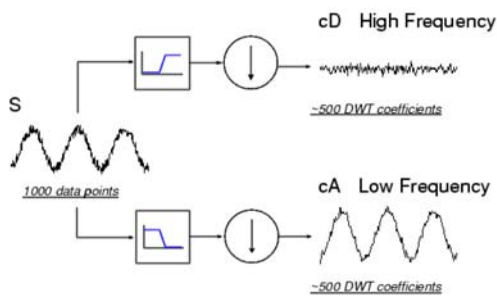 cD High Frequency
~500 DWT coefficients
S
1000 data points
cA Low Frequency
~500 DWT coefficients